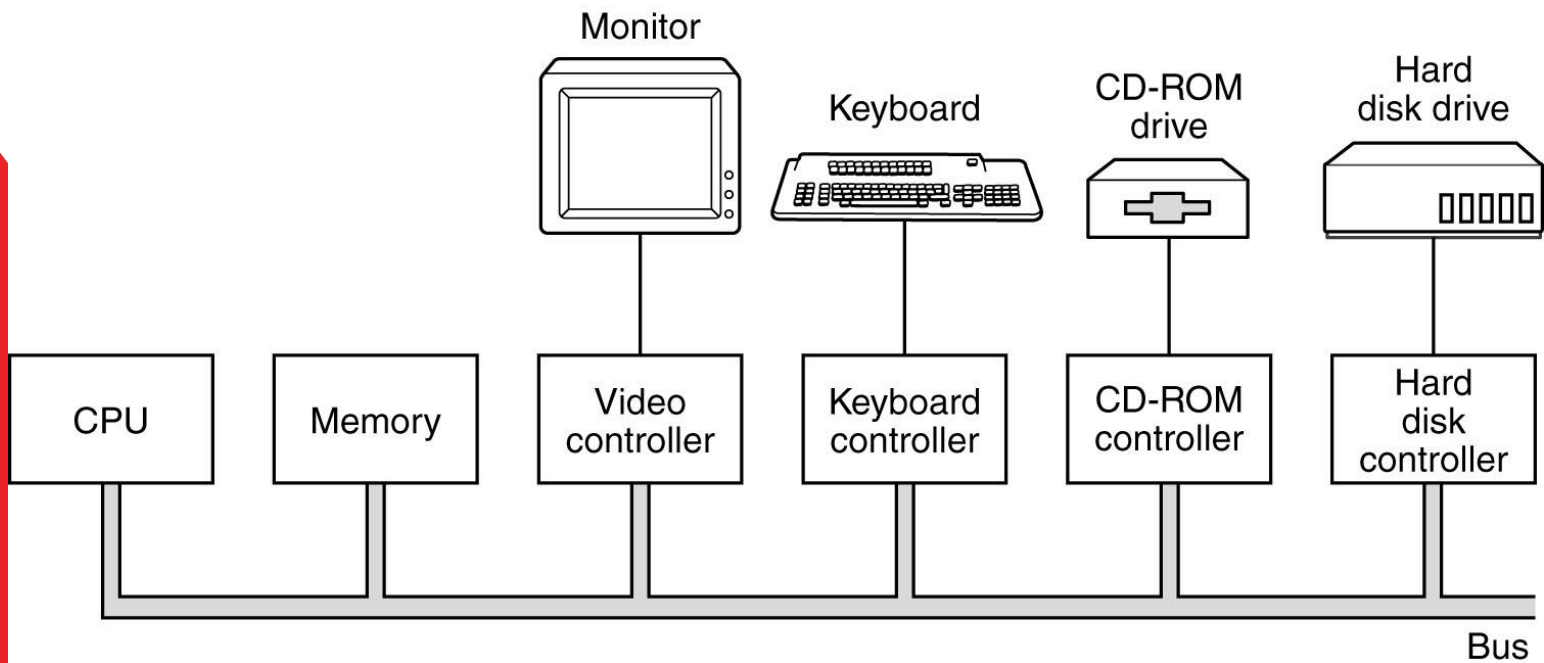 Monitor
Keyboard
CD-ROM
drive
Hard
disk drive
CPU
Memory
Video
controller
Keyboard
controller
CD-ROM
controller
Hard
disk
controller
Bus